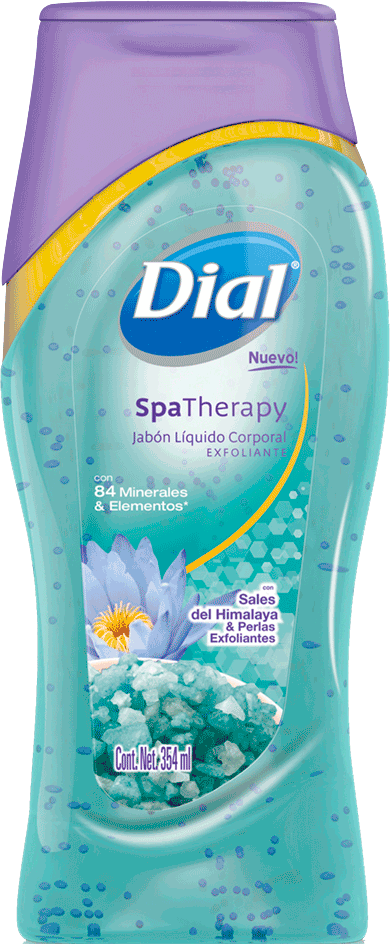 Dial®
Nuevo!
SpaTherapy
Jabón Líquido Corporal
EXFOLIANTE
con
84 Minerales
& Elementos*
con
Sales
del Himalaya
& Perlas
Exfoliantes
Cont. Net. 354 ml